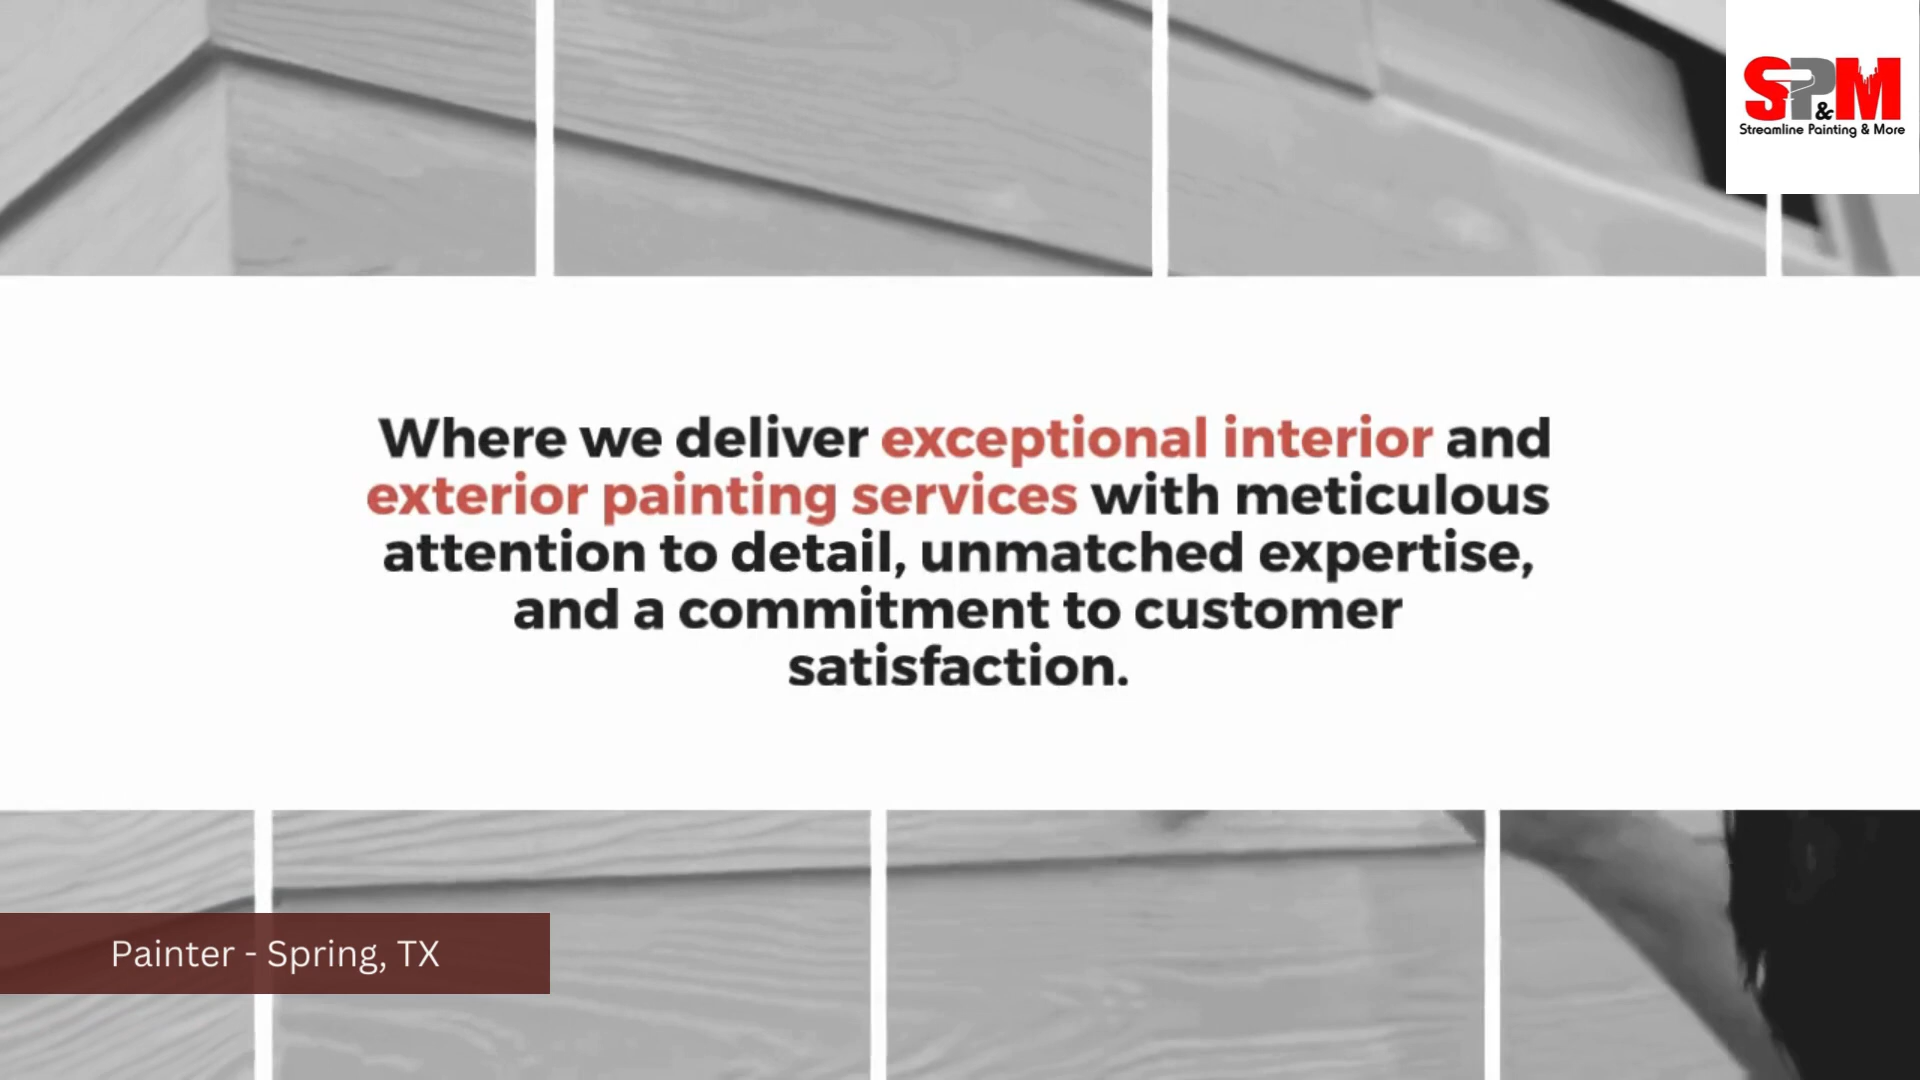 SP&M
Streamline Painting & More
Where we deliver exceptional interior and
exterior painting services with meticulous
attention to detail, unmatched expertise,
and a commitment to customer
satisfaction.
Painter - Spring, TX